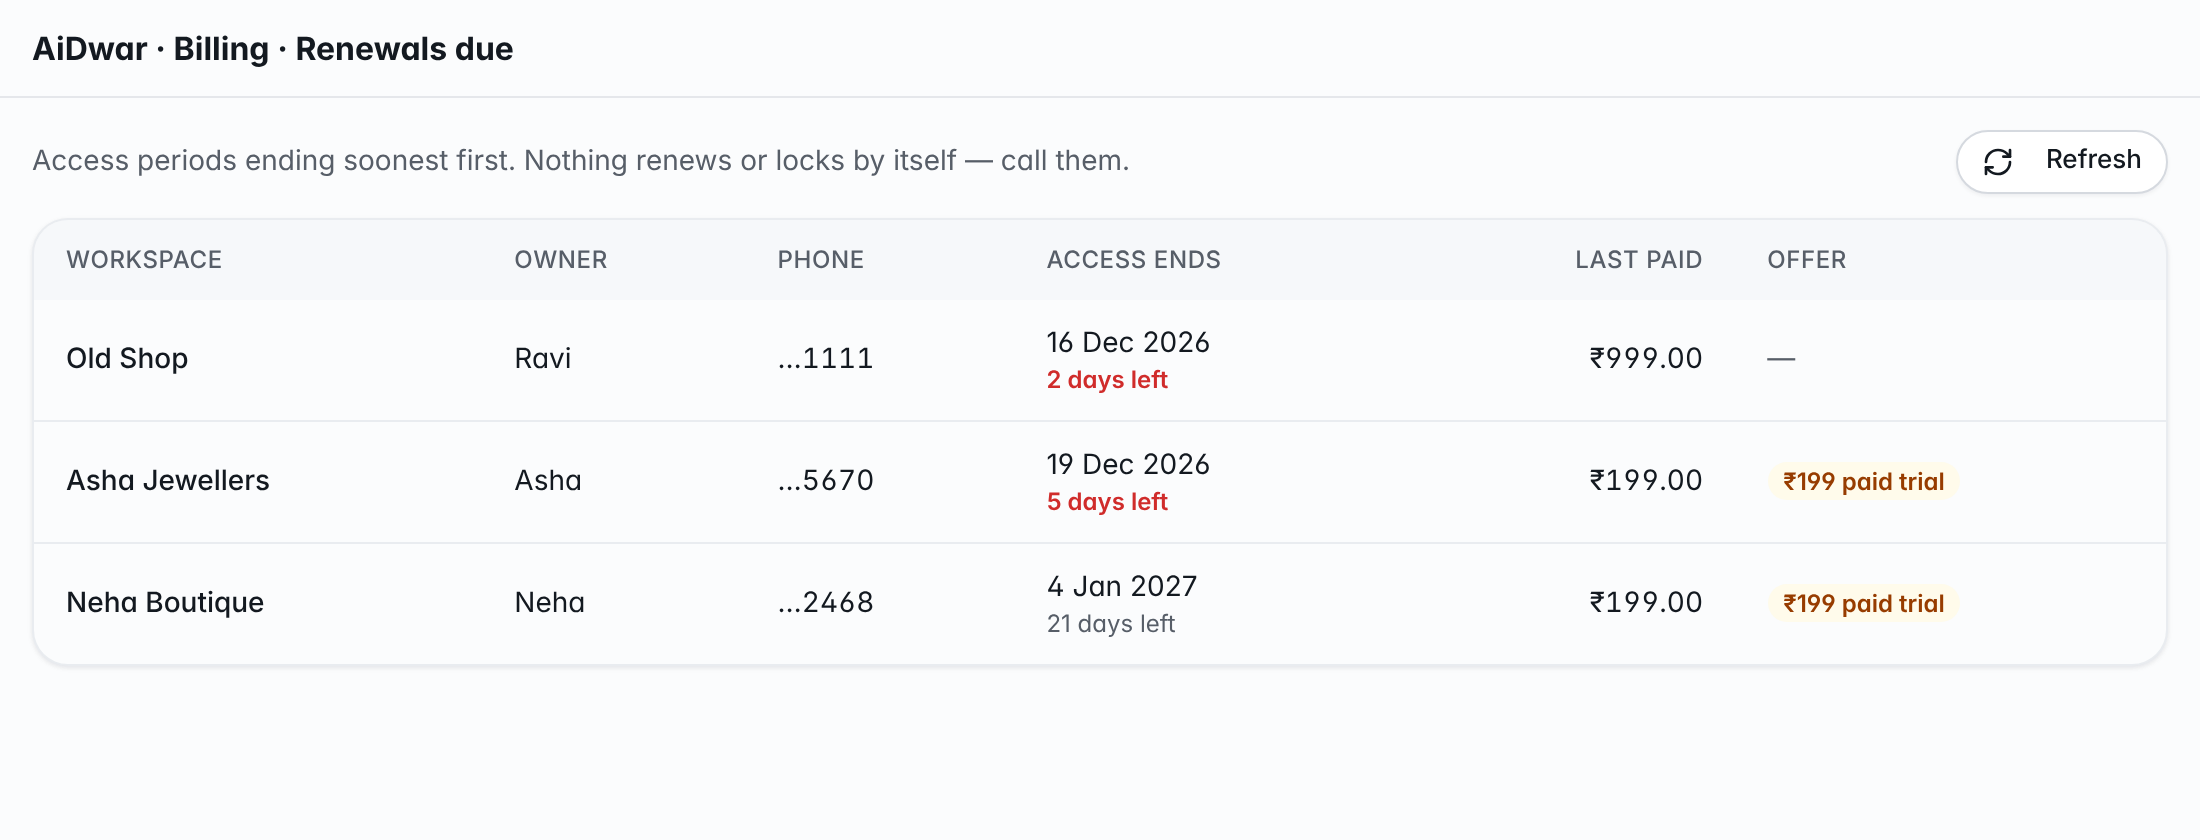 AiDwar · Billing · Renewals due
Access periods ending soonest first. Nothing renews or locks by itself — call them.
Refresh
WORKSPACE OWNER PHONE ACCESS ENDS LAST PAID OFFER
Old Shop Ravi …1111 16 Dec 2026 ₹999.00 —
2 days left
Asha Jewellers Asha …5670 19 Dec 2026 ₹199.00 ₹199 paid trial
5 days left
Neha Boutique Neha …2468 4 Jan 2027 ₹199.00 ₹199 paid trial
21 days left